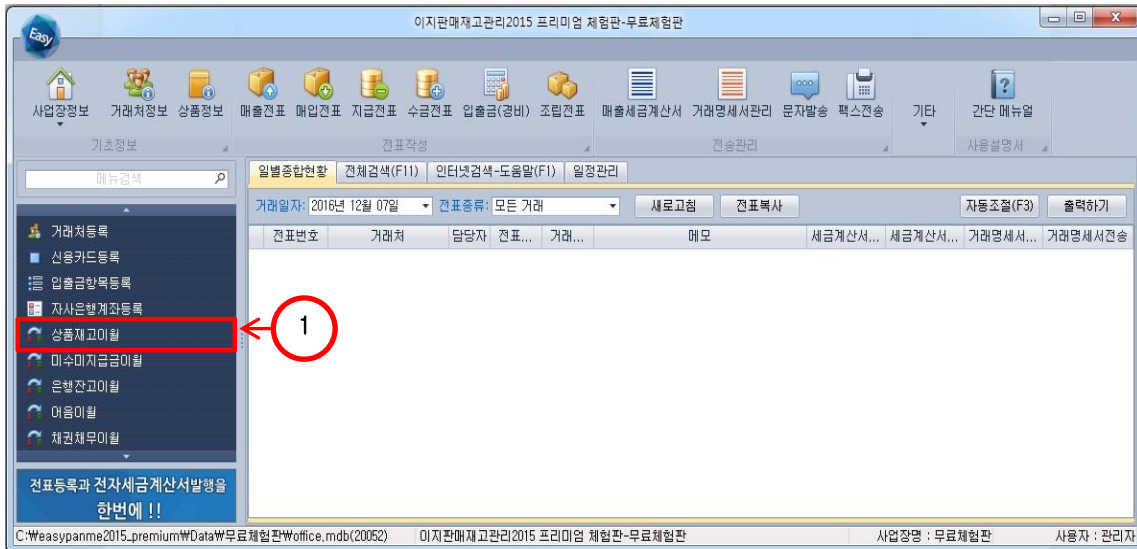 이지판매재고관리2015 프리미엄 체험판-무료체험판
Easy
사업장정보 거래처정보 상품정보 매출전표 매입전표 지급전표 수금전표 입출금(경비) 조립전표 매출세금계산서 거래명세서관리 문자발송 팩스전송 기타 간단 메뉴얼
기초정보 전표작성 전송관리 사용설명서
메뉴검색
일별종합현황 전체검색(F11) 인터넷검색-도움말(F1) 일정관리
거래일자: 2016년 12월 07일 전표종류: 모든 거래 새로고침 전표복사 자동조절(F3) 출력하기
전표번호 거래처 담당자 전표... 거래... 메모 세금계산서... 세금계산서... 거래명세서... 거래명세서전송
거래처등록
신용카드등록
입출금항목등록
자사은행계좌등록
상품재고이월
1
미수미지급금이월
은행잔고이월
어음이월
채권채무이월
전표등록과 전자세금계산서발행을
한번에 !!
C:₩easypanme2015_premium₩Data₩무료체험판₩office,mdb(20052) 이지판매재고관리2015 프리미엄 체험판-무료체험판 사업장명 : 무료체험판 사용자 : 관리자